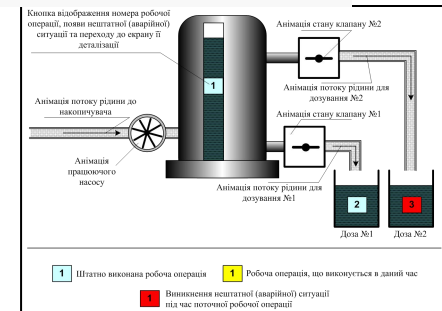 Кнопка відображення номера робочої
операції, появи нештатної (аварійної)
ситуації та переходу до екрану її
деталізації
Анімація стану клапану №2
1
Анімація потоку рідини для
дозування №2
Анімація потоку рідини до
накопичувача
Анімація стану клапану №1
Анімація
працюючого
насосу
Анімація потоку рідини для
дозування №1
2
3
Доза №1
Доза №2
1 Штатно виконана робоча операція
1 Робоча операція, що виконується в даний час
1 Виникнення нештатної (аварійної) ситуації
під час поточної робочої операції